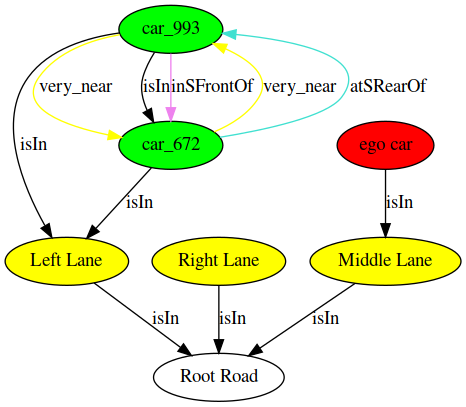 car_993
very_near
isIn
inSFrontOf
very_near
atSRearOf
isIn
car_672
ego car
isIn
isIn
Left Lane
Right Lane
Middle Lane
isIn
isIn
isIn
Root Road